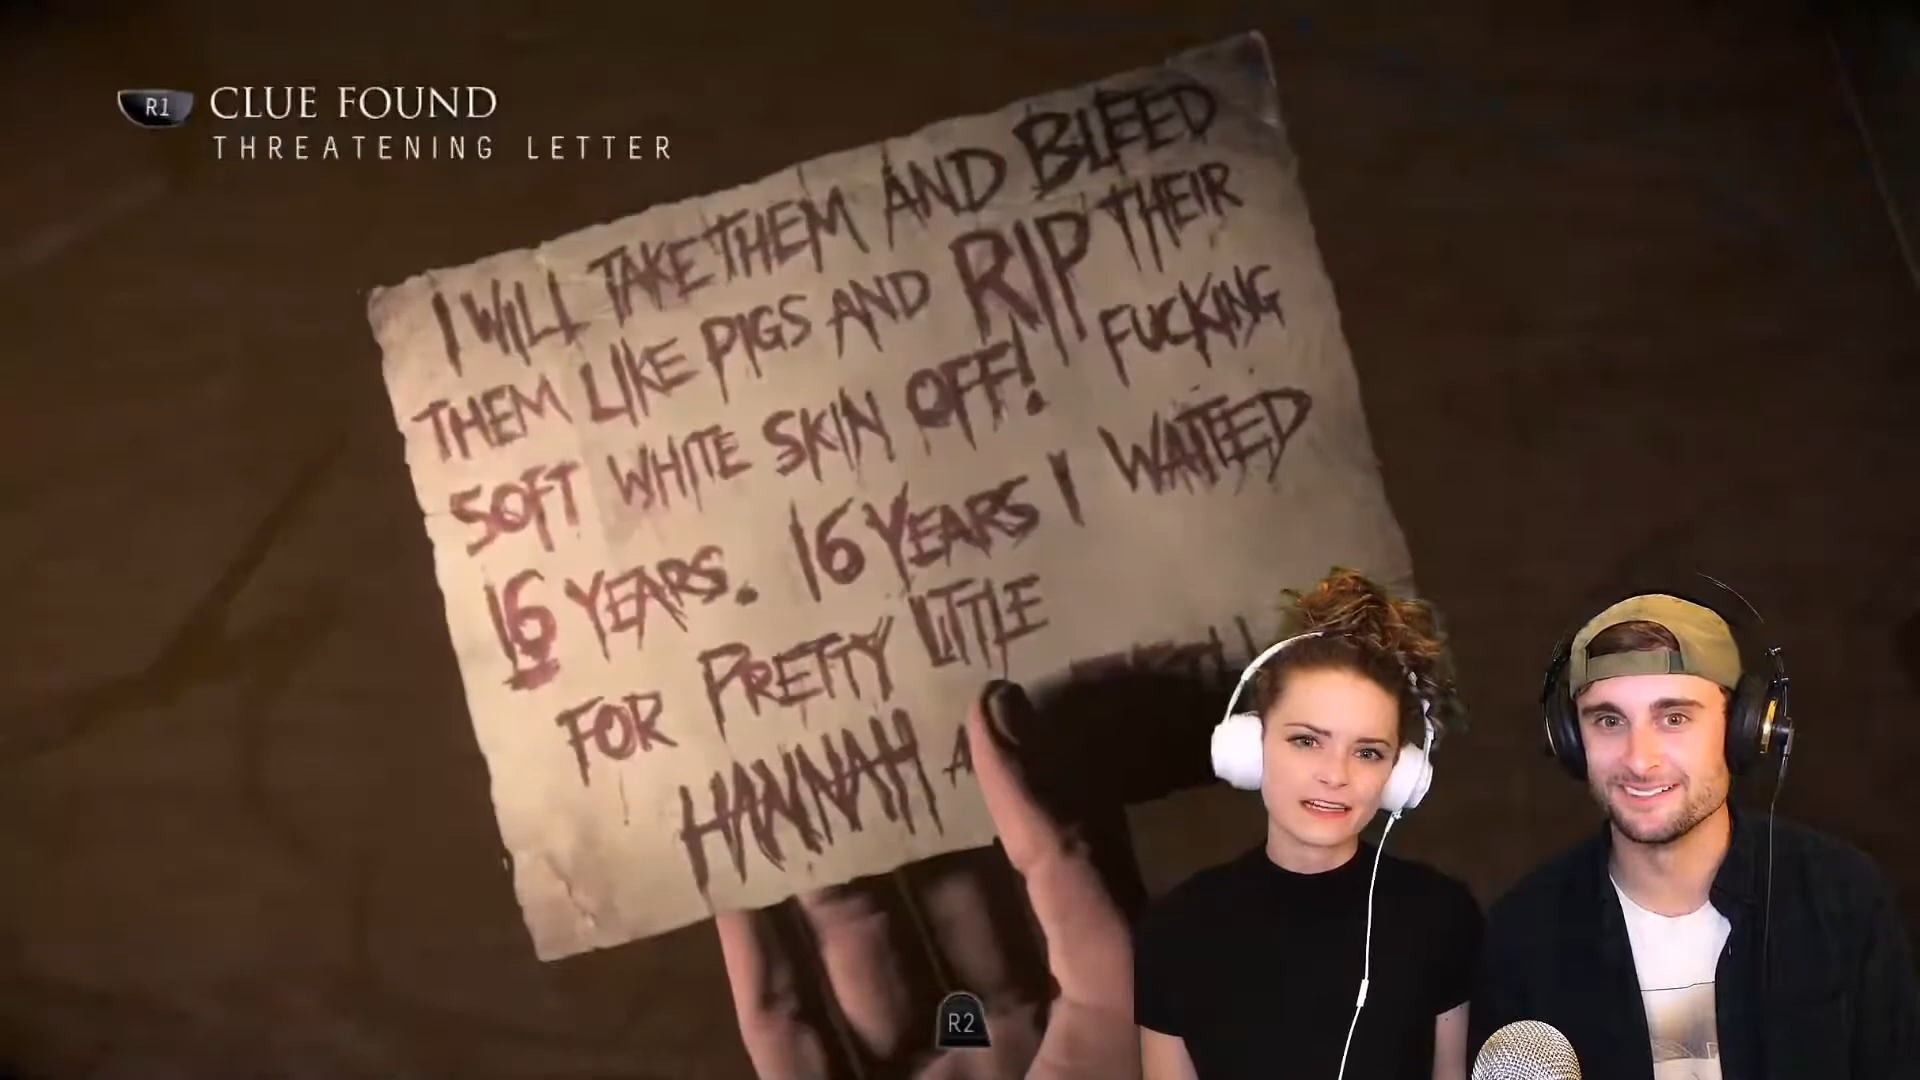 R1 CLUE FOUND
THREATENING LETTER
I WILL TAKE THEM AND BLEED
THEM LIKE PIGS AND RIP THEIR
SOFT WHITE SKIN OFF! FUCKING
16 YEARS. 16 YEARS I WAITED
FOR PRETTY LITTLE
HANNAH
R2